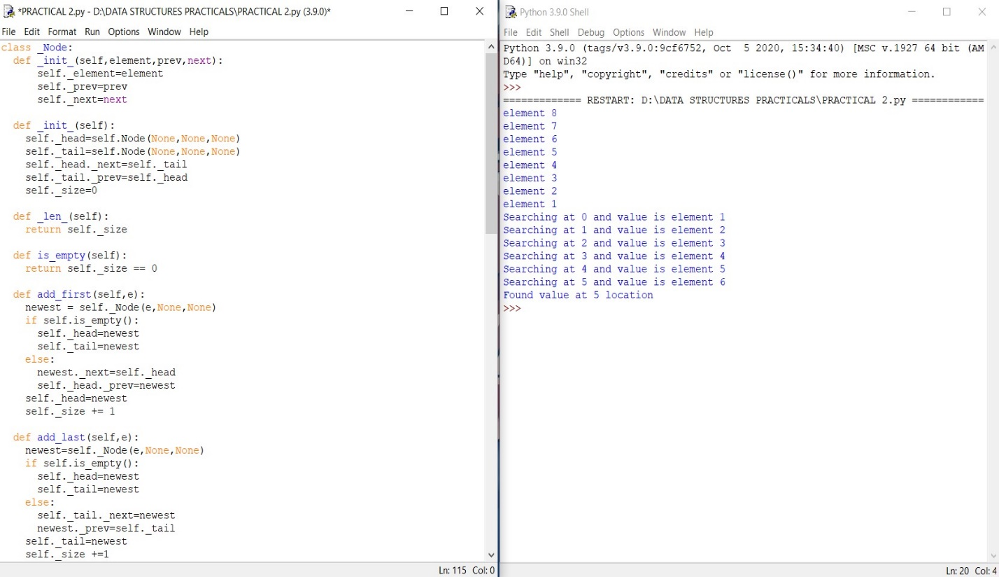 *PRACTICAL 2.py - D:\DATA STRUCTURES PRACTICALS\PRACTICAL 2.py (3.9.0)*
File Edit Format Run Options Window Help
class _Node:
  def _init_(self,element,prev,next):
      self._element=element
      self._prev=prev
      self._next=next

  def _init_(self):
    self._head=self.Node(None,None,None)
    self._tail=self.Node(None,None,None)
    self._head._next=self._tail
    self._tail._prev=self._head
    self._size=0

  def _len_(self):
    return self._size

  def is_empty(self):
    return self._size == 0

  def add_first(self,e):
    newest = self._Node(e,None,None)
    if self.is_empty():
      self._head=newest
      self._tail=newest
    else:
      newest._next=self._head
      self._head._prev=newest
    self._head=newest
    self._size += 1

  def add_last(self,e):
    newest=self._Node(e,None,None)
    if self.is_empty():
      self._head=newest
      self._tail=newest
    else:
      self._tail._next=newest
      newest._prev=self._tail
    self._tail=newest
    self._size +=1
Ln: 115 Col: 0
Python 3.9.0 Shell
File Edit Shell Debug Options Window Help
Python 3.9.0 (tags/v3.9.0:9cf6752, Oct  5 2020, 15:34:40) [MSC v.1927 64 bit (AM
D64)] on win32
Type "help", "copyright", "credits" or "license()" for more information.
>>>
============= RESTART: D:\DATA STRUCTURES PRACTICALS\PRACTICAL 2.py ============
element 8
element 7
element 6
element 5
element 4
element 3
element 2
element 1
Searching at 0 and value is element 1
Searching at 1 and value is element 2
Searching at 2 and value is element 3
Searching at 3 and value is element 4
Searching at 4 and value is element 5
Searching at 5 and value is element 6
Found value at 5 location
>>>
Ln: 20 Col: 4